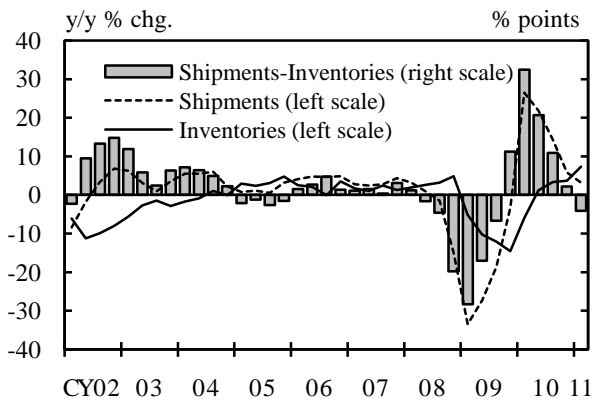 y/y % chg. % points
40
30
20
10
0
-10
-20
-30
-40
Shipments-Inventories (right scale)
Shipments (left scale)
Inventories (left scale)
CY02 03 04 05 06 07 08 09 10 11